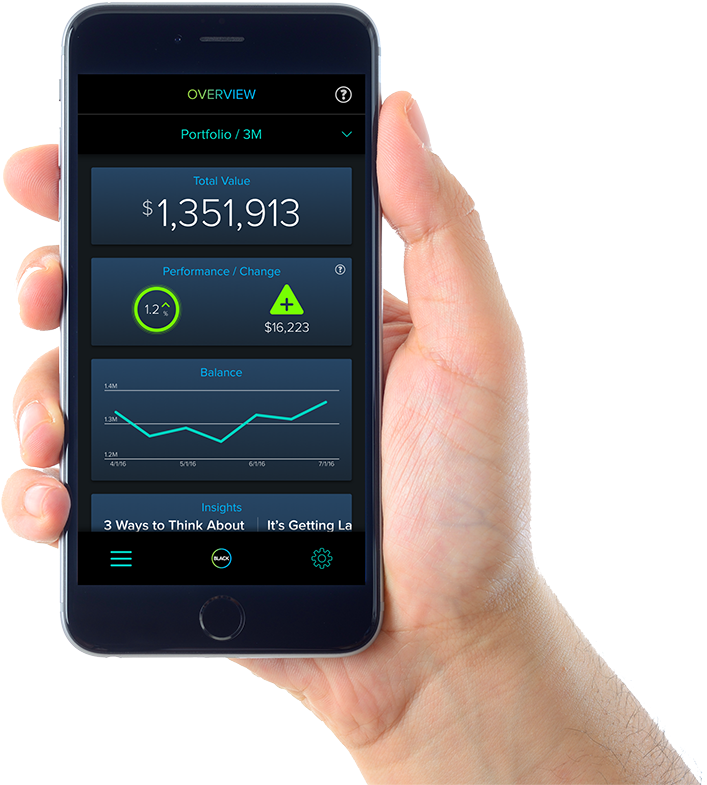 OVERVIEW
Portfolio / 3M
Total Value
$1,351,913
Performance / Change
1.2 %
$16,223
Balance
1.4M
1.3M
1.2M
4/1/16 5/1/16 6/1/16 7/1/16
Insights
3 Ways to Think About
It's Getting La
BLACK